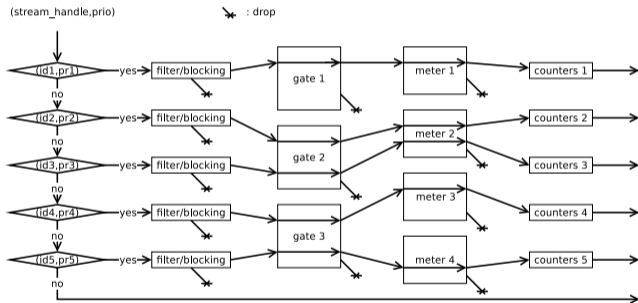 (stream_handle,prio)
: drop
(id1,pr1)
yes
filter/blocking
gate 1
meter 1
counters 1
no
(id2,pr2)
yes
filter/blocking
gate 2
meter 2
counters 2
no
(id3,pr3)
yes
filter/blocking
counters 3
no
(id4,pr4)
yes
filter/blocking
gate 3
meter 3
counters 4
no
(id5,pr5)
yes
filter/blocking
meter 4
counters 5
no